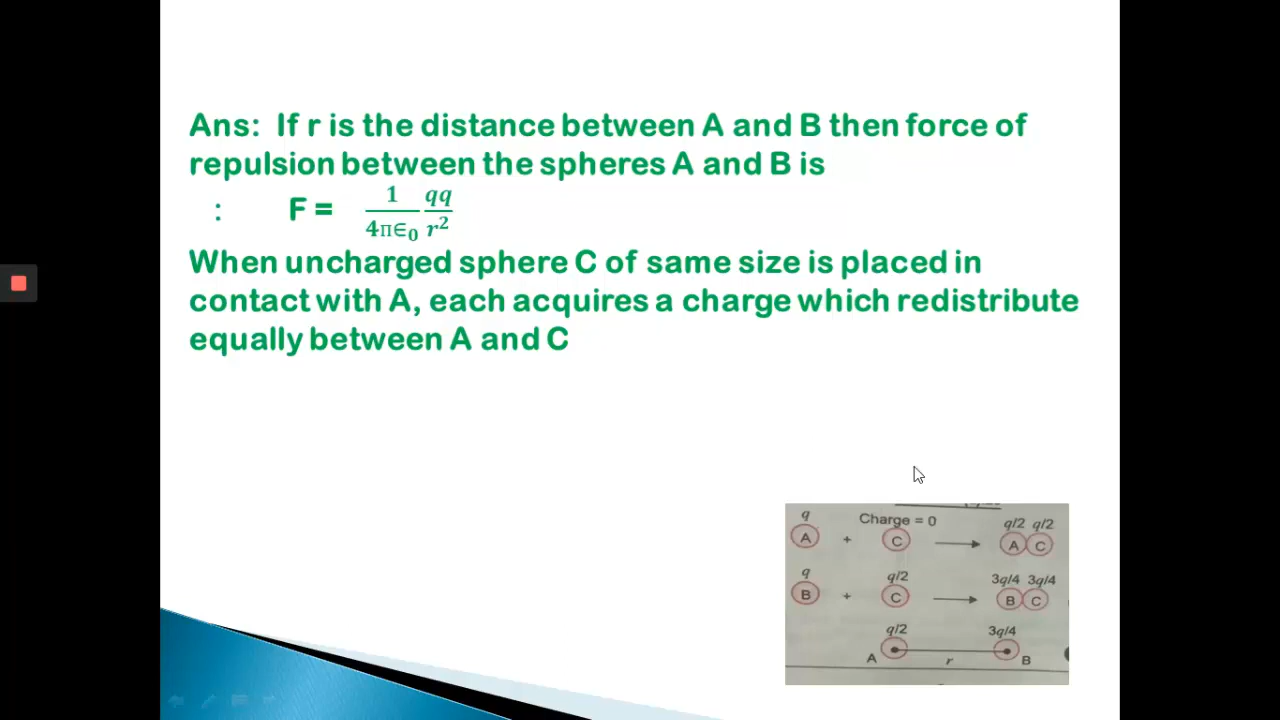 Ans: If r is the distance between A and B then force of
repulsion between the spheres A and B is
: F = 1/4π∈₀ qq/r²
When uncharged sphere C of same size is placed in
contact with A, each acquires a charge which redistribute
equally between A and C
q Charge = 0 q/2 q/2
A + C → A C
q q/2 3q/4 3q/4
B + C → B C
q/2 3q/4
A r B